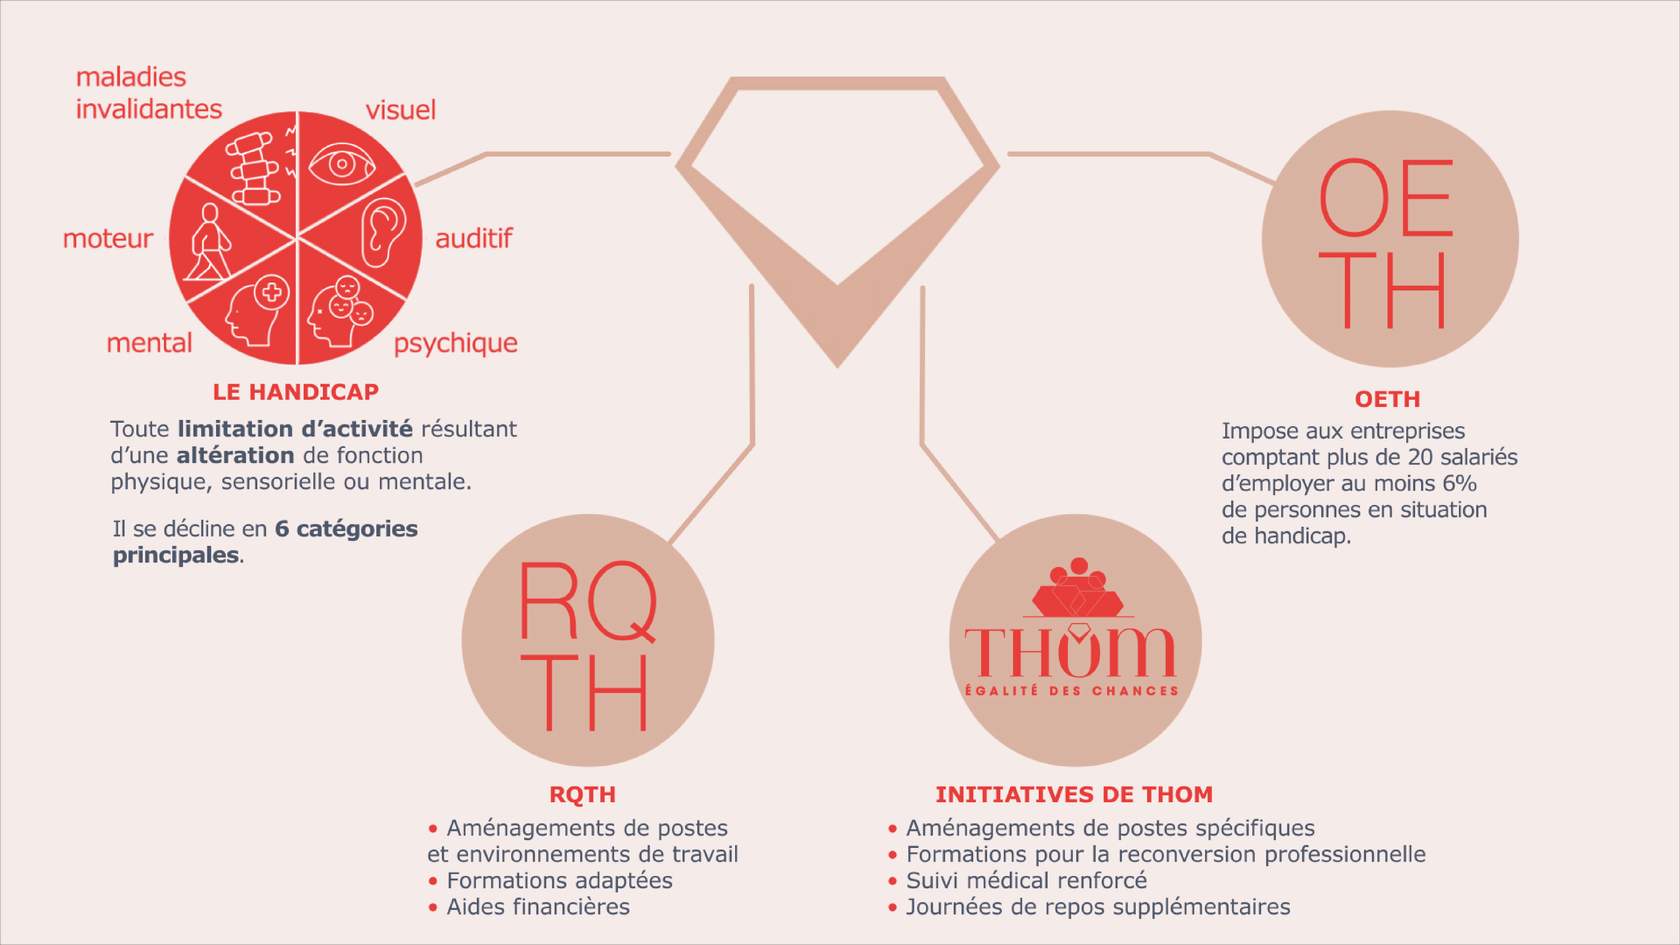 maladies
invalidantes
visuel
moteur
auditif
mental
psychique
LE HANDICAP
Toute limitation d’activité résultant
d’une altération de fonction
physique, sensorielle ou mentale.
Il se décline en 6 catégories
principales.
RQ
TH
RQTH
• Aménagements de postes
et environnements de travail
• Formations adaptées
• Aides financières
THOM
ÉGALITÉ DES CHANCES
INITIATIVES DE THOM
• Aménagements de postes spécifiques
• Formations pour la reconversion professionnelle
• Suivi médical renforcé
• Journées de repos supplémentaires
OE
TH
OETH
Impose aux entreprises
comptant plus de 20 salariés
d’employer au moins 6%
de personnes en situation
de handicap.